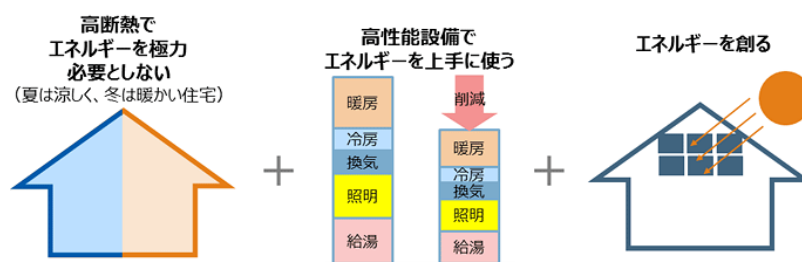 高断熱で
エネルギーを極力
必要としない
（夏は涼しく、冬は暖かい住宅）
高性能設備で
エネルギーを上手に使う
暖房
冷房
換気
照明
給湯
削減
暖房
冷房
換気
照明
給湯
エネルギーを創る